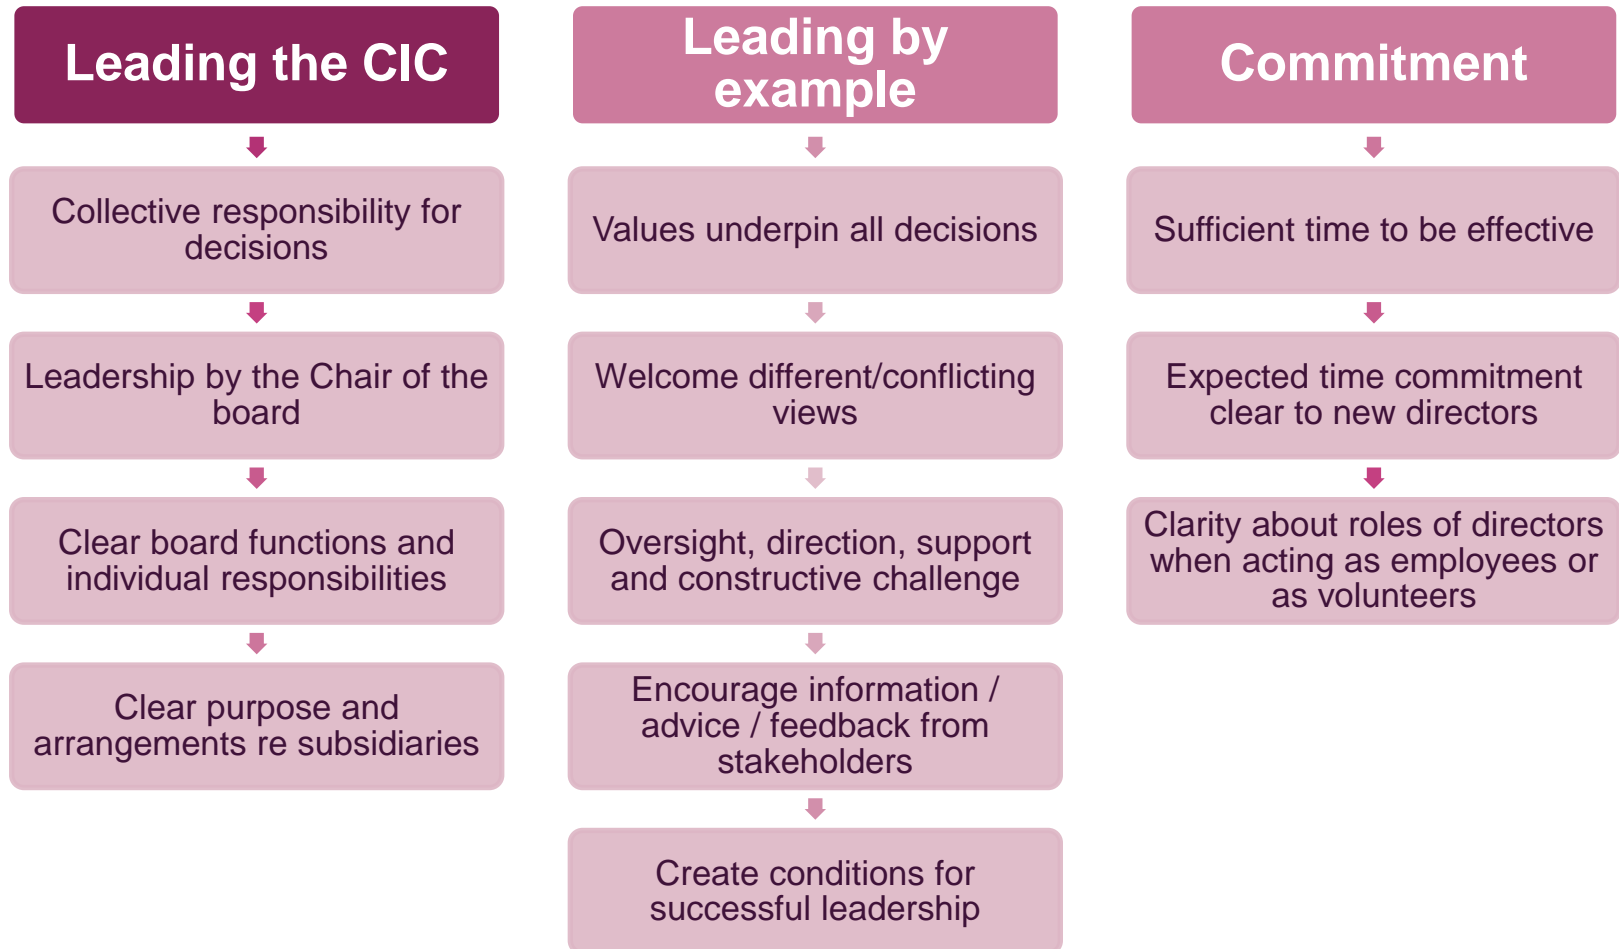 Leading the CIC
Collective responsibility for
decisions
Leadership by the Chair of the
board
Clear board functions and
individual responsibilities
Clear purpose and
arrangements re subsidiaries
Leading by
example
Values underpin all decisions
Welcome different/conflicting
views
Oversight, direction, support
and constructive challenge
Encourage information /
advice / feedback from
stakeholders
Create conditions for
successful leadership
Commitment
Sufficient time to be effective
Expected time commitment
clear to new directors
Clarity about roles of directors
when acting as employees or
as volunteers